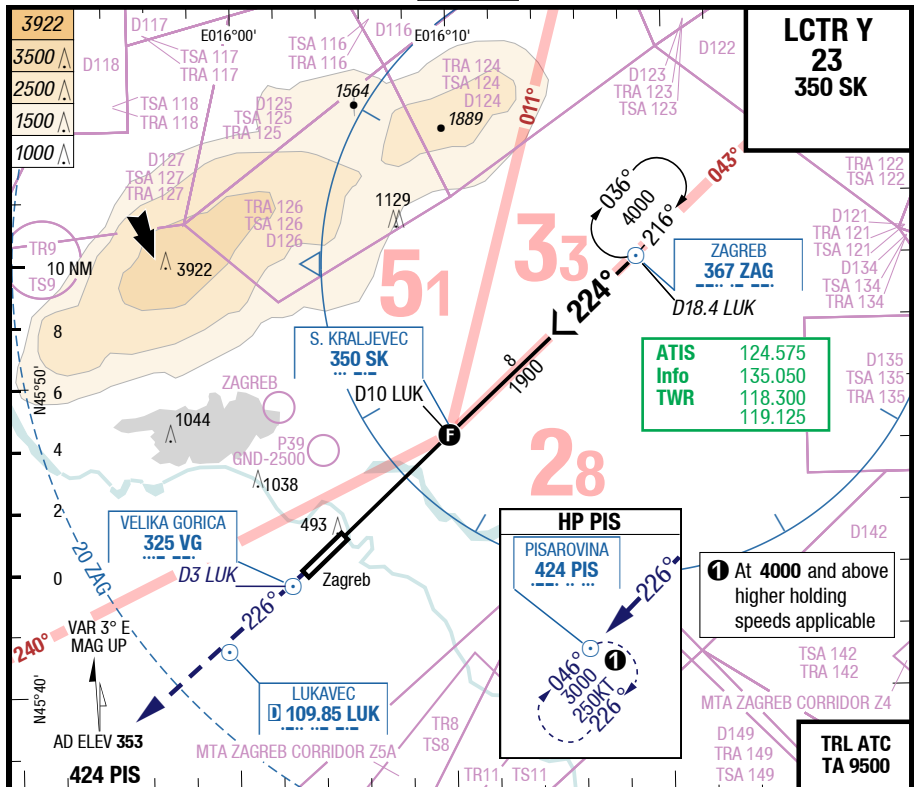 3922
3500
2500
1500
1000
D117
D118
TSA 117
TRA 117
TSA 118
TRA 118
E016°00'
TSA 116
TRA 116
D116
E016°10'
TRA 124
TSA 124
D124
D125
TSA 125
TRA 125
1564
1889
011°
D122
D123
TRA 123
TSA 123
LCTR Y
23
350 SK
D127
TSA 127
TRA 127
TRA 126
TSA 126
D126
1129
036°
4000
216°
043°
TRA 122
TSA 122
D121
TRA 121
TSA 121
D134
TSA 134
TRA 134
TR9
TS9
10 NM
3922
51
33
224°
ZAGREB
367 ZAG
D18.4 LUK
8
S. KRALJEVEC
350 SK
D10 LUK
8
1900
ATIS 124.575
Info 135.050
TWR 118.300
119.125
D135
TSA 135
TRA 135
N45°50'
6
ZAGREB
1044
F
4
P39
GND-2500
1038
28
2
493
VELIKA GORICA
325 VG
D3 LUK
Zagreb
0
20 ZAG
226°
HP PIS
PISAROVINA
424 PIS
226°
1
046°
3000
250KT
226°
D142
1 At 4000 and above
higher holding
speeds applicable
240°
VAR 3° E
MAG UP
N45°40'
AD ELEV 353
424 PIS
LUKAVEC
D 109.85 LUK
MTA ZAGREB CORRIDOR Z5A
TR8
TS8
TR11
TS11
TSA 142
TRA 142
MTA ZAGREB CORRIDOR Z4
D149
TRA 149
TSA 149
TRL ATC
TA 9500